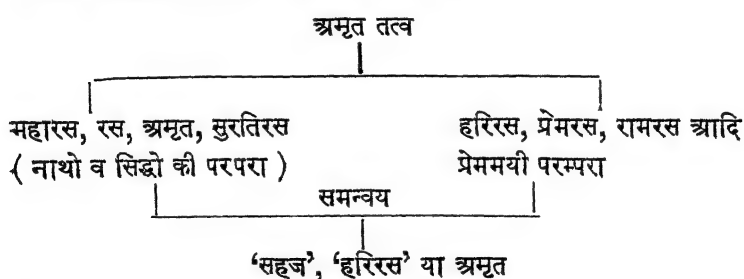 अमृत तत्व
महारस, रस, अमृत, सुरतिरस
( नाथो व सिद्धो की परपरा )
हरिरस, प्रेमरस, रामरस आदि
प्रेममयी परम्परा
समन्वय
‘सहज’, ‘हरिरस’ या अमृत